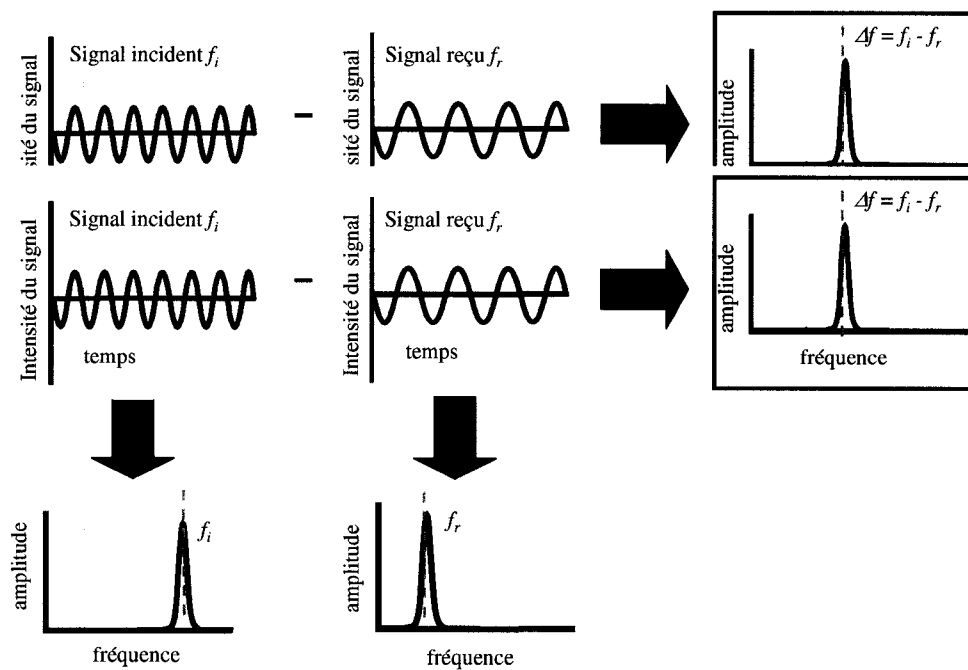 Signal incident fi
sité du signal
–
Signal reçu fr
sité du signal
Δf = fi - fr
amplitude
Signal incident fi
Intensité du signal
temps
–
Signal reçu fr
Intensité du signal
temps
Δf = fi - fr
amplitude
fréquence
fi
amplitude
fréquence
fr
amplitude
fréquence